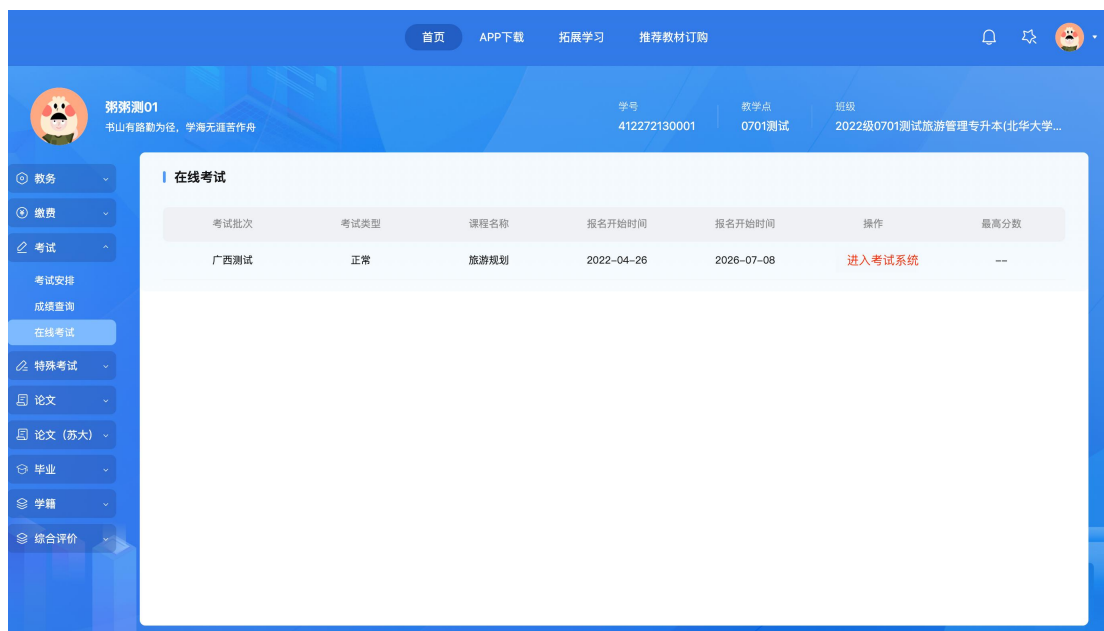 首页 APP下载 拓展学习 推荐教材订购
粥粥测01
书山有路勤为径，学海无涯苦作舟
学号 教学点 班级
412272130001 0701测试 2022级0701测试旅游管理专升本(北华大学...
教务
缴费
考试
考试安排
成绩查询
在线考试
特殊考试
论文
论文（苏大）
毕业
学籍
综合评价
在线考试
考试批次 考试类型 课程名称 报名开始时间 报名开始时间 操作 最高分数
广西测试 正常 旅游规划 2022-04-26 2026-07-08 进入考试系统 --